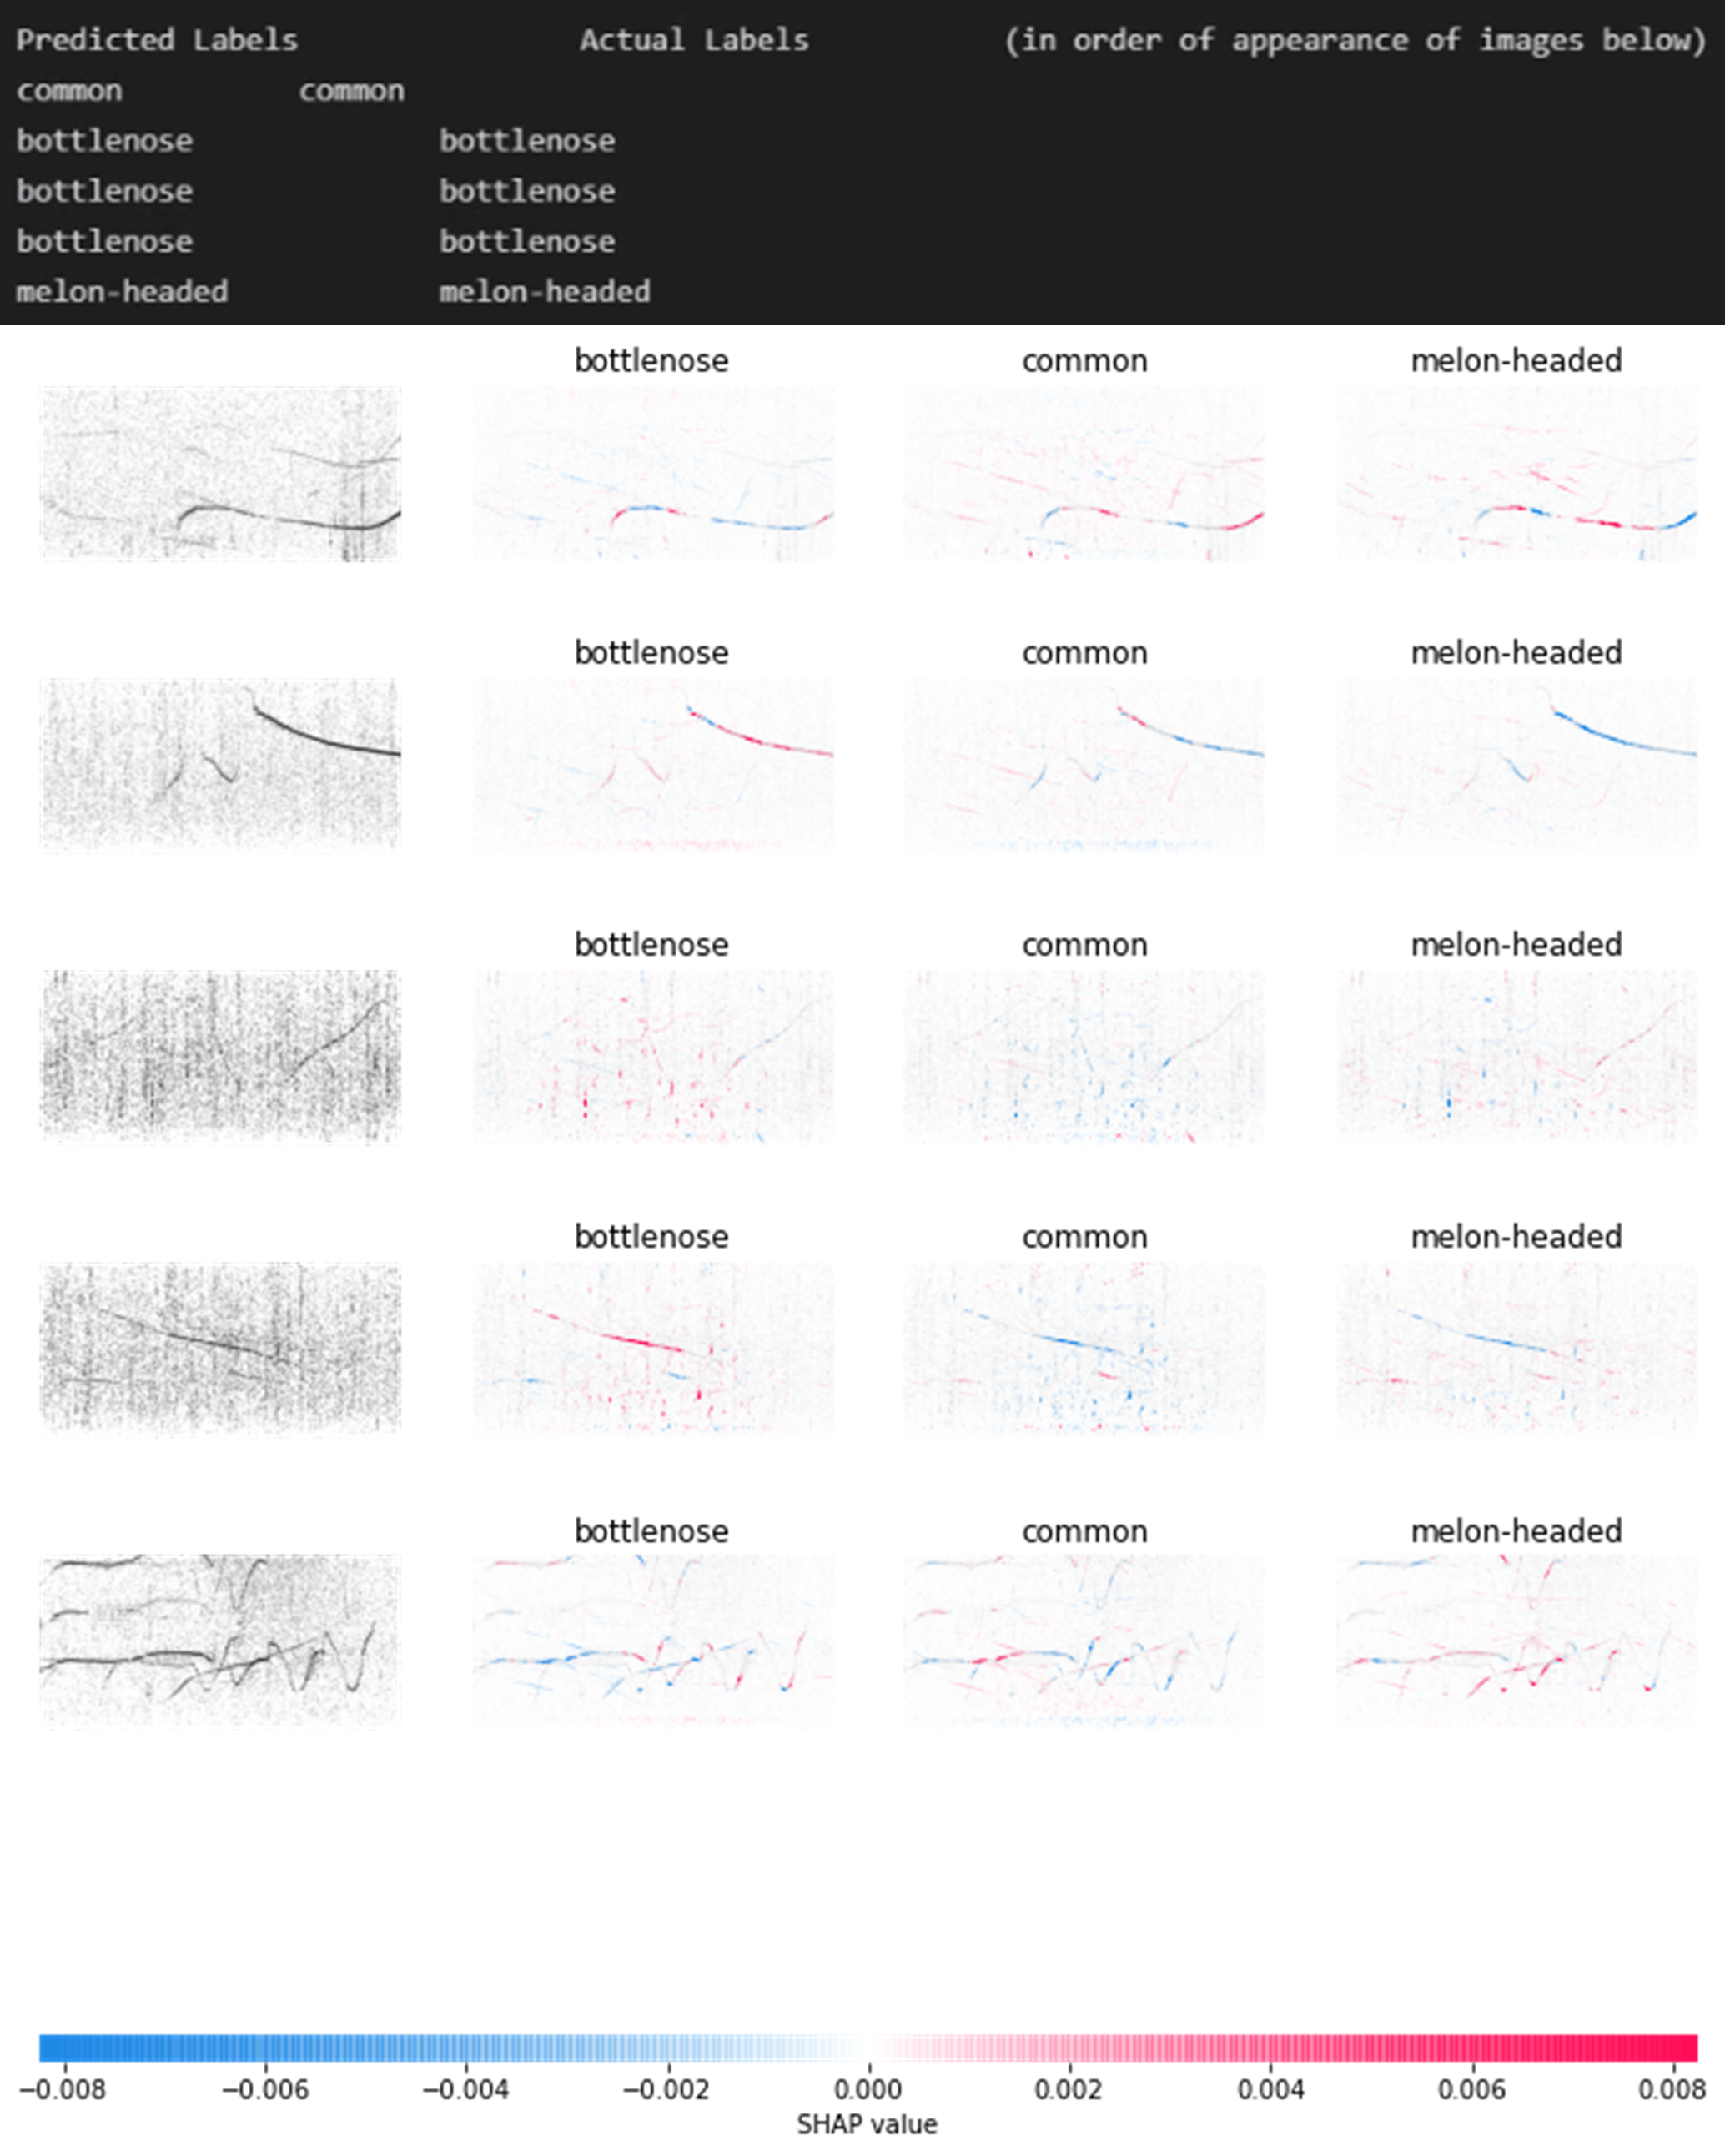 Predicted Labels Actual Labels (in order of appearance of images below)
common common
bottlenose bottlenose
bottlenose bottlenose
bottlenose bottlenose
melon-headed melon-headed
bottlenose common melon-headed
bottlenose common melon-headed
bottlenose common melon-headed
bottlenose common melon-headed
bottlenose common melon-headed
−0.008 −0.006 −0.004 −0.002 0.000 0.002 0.004 0.006 0.008
SHAP value